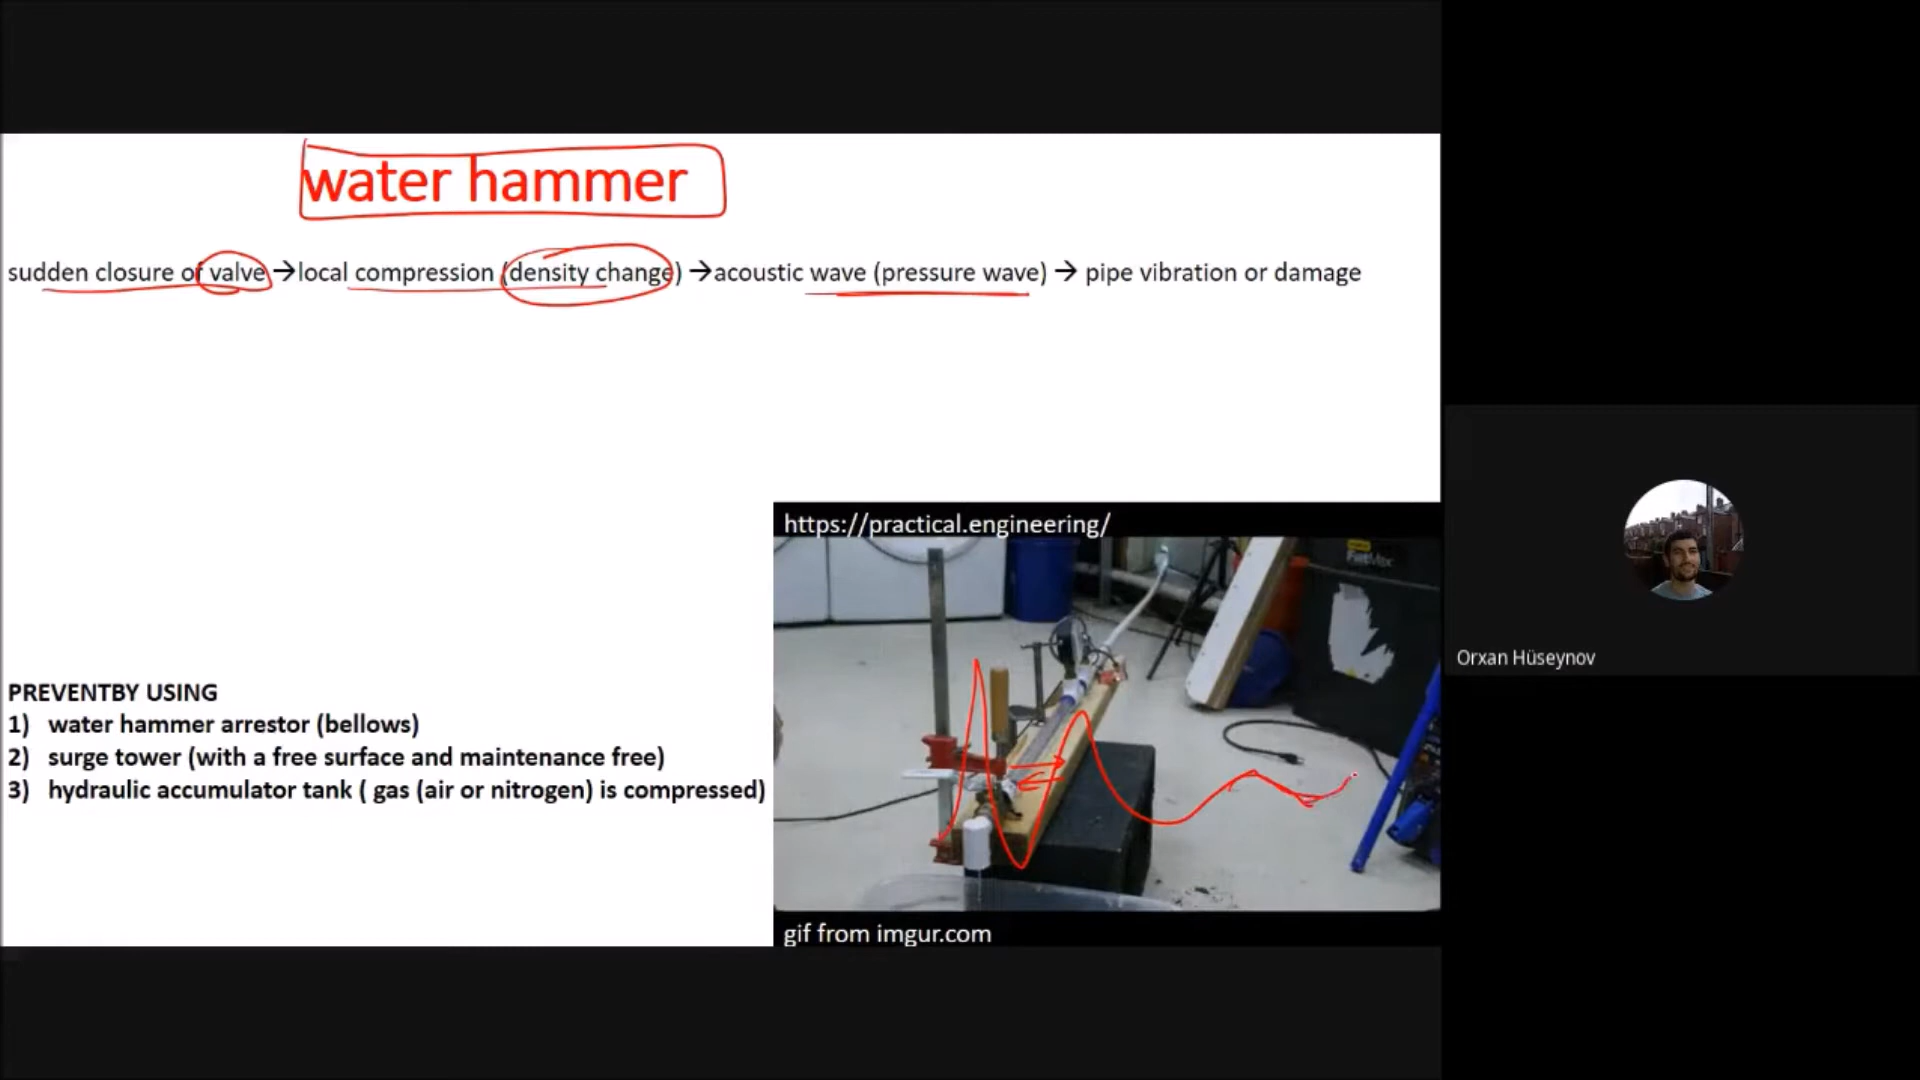 water hammer
sudden closure of valve →local compression (density change) →acoustic wave (pressure wave) → pipe vibration or damage
https://practical.engineering/
PREVENTBY USING
1) water hammer arrestor (bellows)
2) surge tower (with a free surface and maintenance free)
3) hydraulic accumulator tank ( gas (air or nitrogen) is compressed)
gif from imgur.com
Orxan Hüseynov